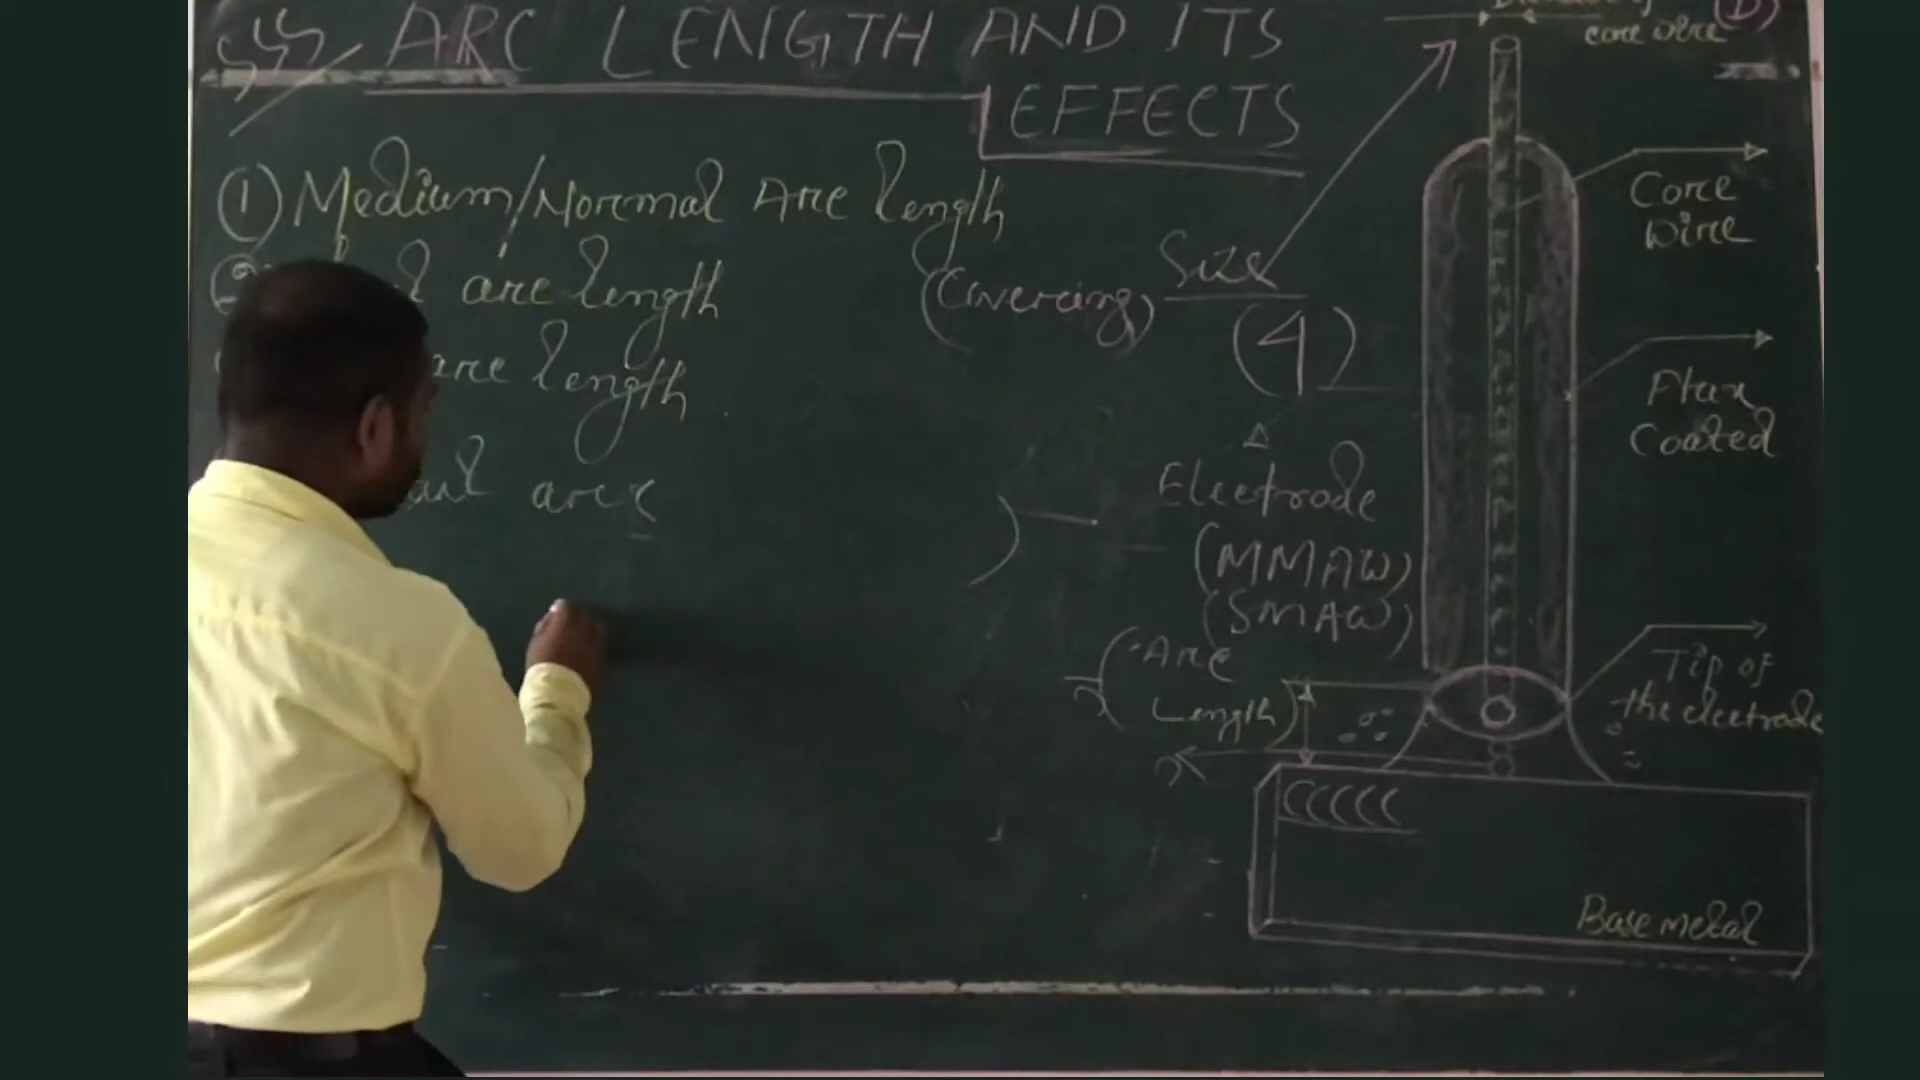 ARC LENGTH AND ITS
EFFECTS
① Medium/Normal Arc length
② arc length
arc length
arc
Size
(Covering)
(4)
Electrode
(MMAW)
(SMAW)
(Arc
Length)
core wire
(D)
Core
wire
Flux
Coated
Tip of
the electrode
Base metal